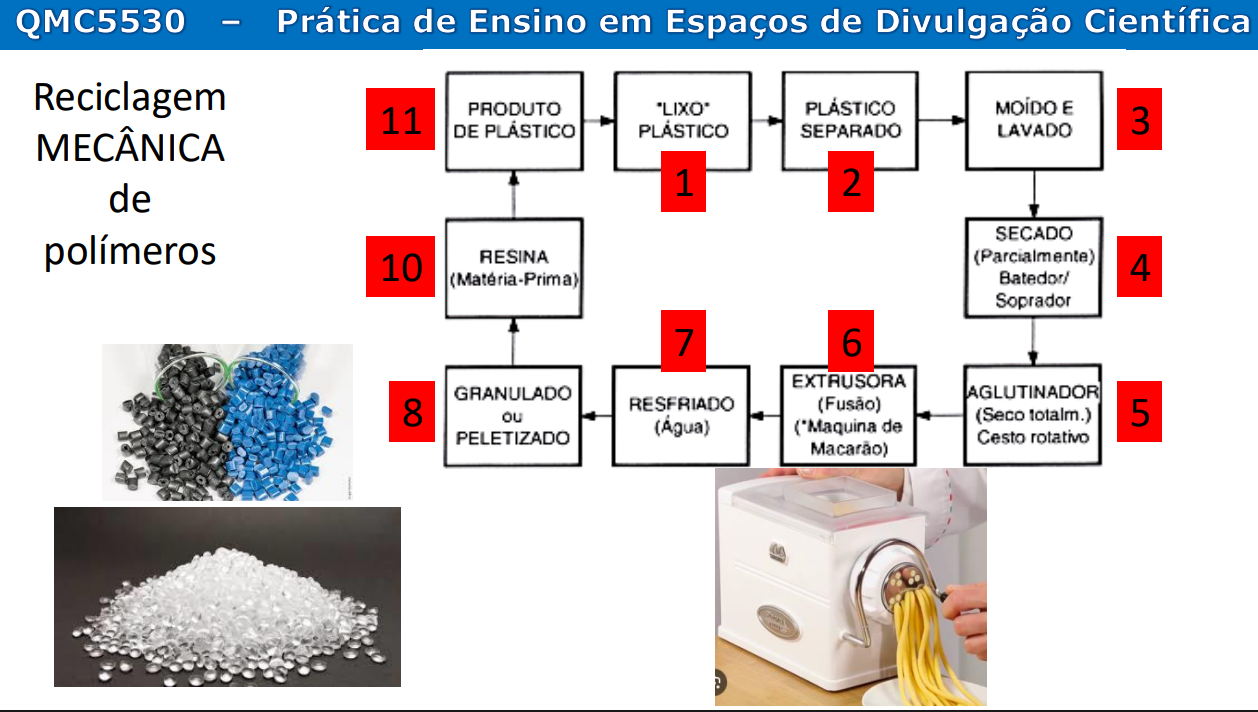 QMC5530 – Prática de Ensino em Espaços de Divulgação Científica
Reciclagem
MECÂNICA
de
polímeros
11
PRODUTO
DE PLÁSTICO
"LIXO"
PLÁSTICO
1
PLÁSTICO
SEPARADO
2
MOÍDO E
LAVADO
3
SECADO
(Parcialmente)
Batedor/
Soprador
4
AGLUTINADOR
(Seco totalm.)
Cesto rotativo
5
6
EXTRUSORA
(Fusão)
("Maquina de
Macarão)
7
RESFRIADO
(Água)
8
GRANULADO
ou
PELETIZADO
10
RESINA
(Matéria-Prima)